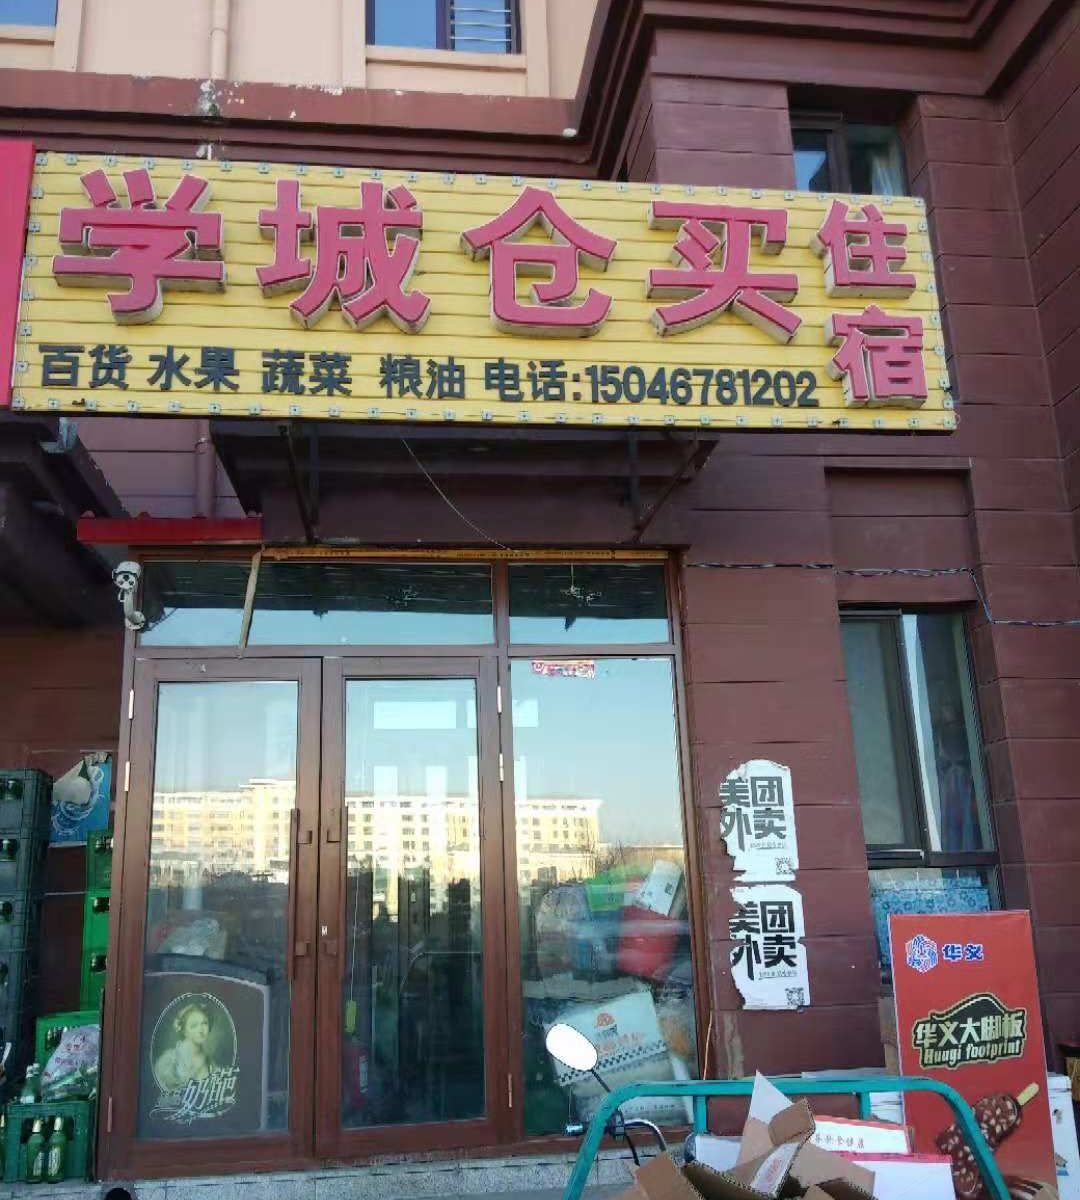 学城仓买
住宿
百货 水果 蔬菜 粮油 电话:15046781202
美团
外卖
美团
外卖
华义
华义大脚板
Huayi footprint
奶爸